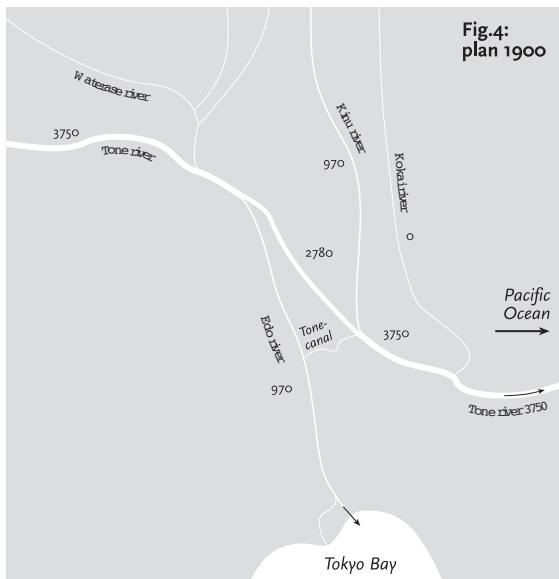 Fig.4:
plan 1900
Waterase river
3750
Tone river
Kinu river
970
Kokai river
0
2780
Pacific
Ocean
Edo river
Tone-
canal
3750
970
Tone river 3750
Tokyo Bay